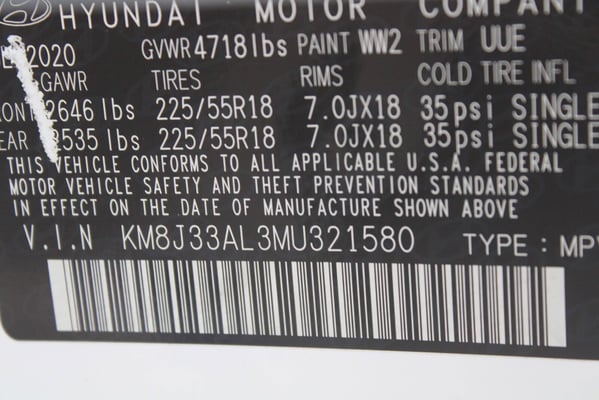 HYUNDAI MOTOR COMPANY
2020 GVWR 4718lbs PAINT WW2 TRIM UUE
GAWR TIRES RIMS COLD TIRE INFL
2646 lbs 225/55R18 7.0JX18 35psi SINGLE
2535 lbs 225/55R18 7.0JX18 35psi SINGLE
THIS VEHICLE CONFORMS TO ALL APPLICABLE U.S.A. FEDERAL
MOTOR VEHICLE SAFETY AND THEFT PREVENTION STANDARDS
IN EFFECT ON THE DATE OF MANUFACTURE SHOWN ABOVE
V.I.N KM8J33AL3MU321580 TYPE : MPV